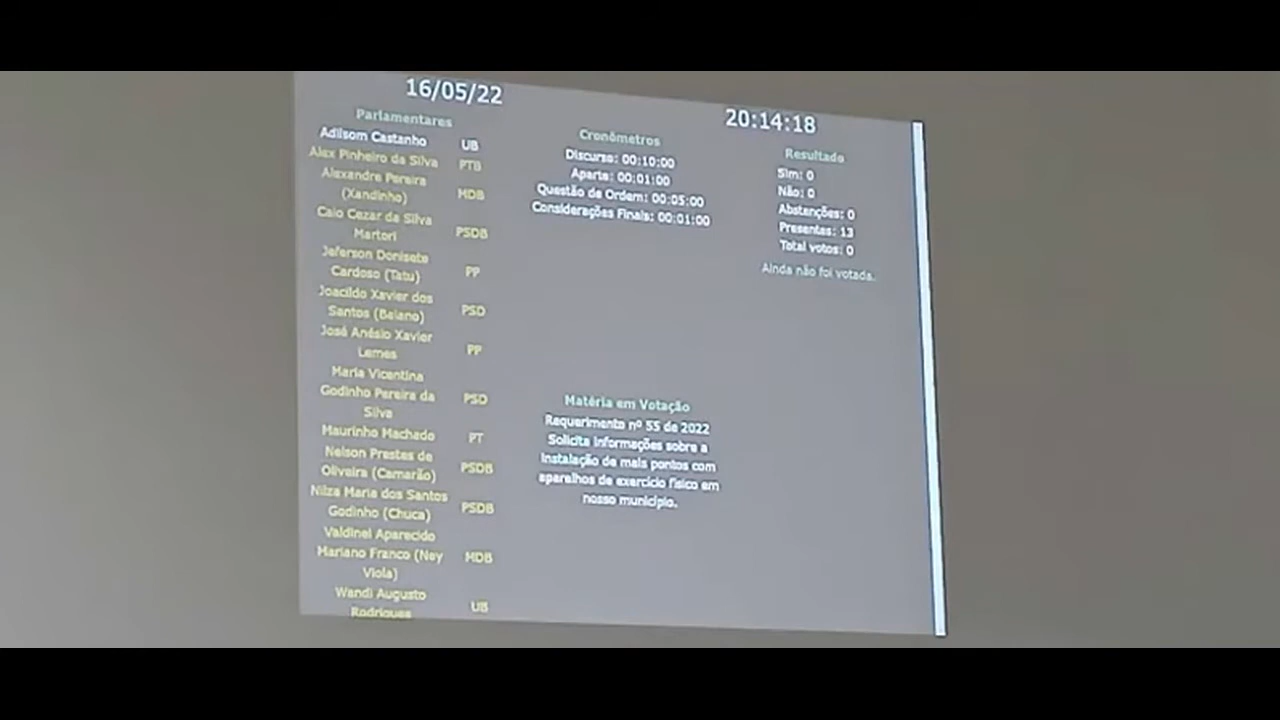 16/05/22
20:14:18
Parlamentares
Adilsom Castanho UB
Alex Pinheiro da Silva PTB
Alexandre Pereira
(Xandinho) MDB
Caio Cezar da Silva
Martori PSDB
Jeferson Donisete
Cardoso (Tatu) PP
Joacildo Xavier dos
Santos (Baiano) PSD
José Anésio Xavier
Lemes PP
Maria Vicentina
Godinho Pereira da
Silva PSD
Maurinho Machado PT
Nelson Prestes de
Oliveira (Camarão) PSDB
Nilza Maria dos Santos
Godinho (Chuca) PSDB
Valdinei Aparecido
Mariano Franco (Ney
Viola) MDB
Wandi Augusto
Rodrigues UB
Cronômetros
Discurso: 00:10:00
Aparte: 00:01:00
Questão de Ordem: 00:05:00
Considerações Finais: 00:01:00
Matéria em Votação
Requerimento nº 55 de 2022
Solicita informações sobre a
instalação de mais pontos com
aparelhos de exercício físico em
nosso município.
Resultado
Sim: 0
Não: 0
Abstenções: 0
Presentes: 13
Total votos: 0
Ainda não foi votada.